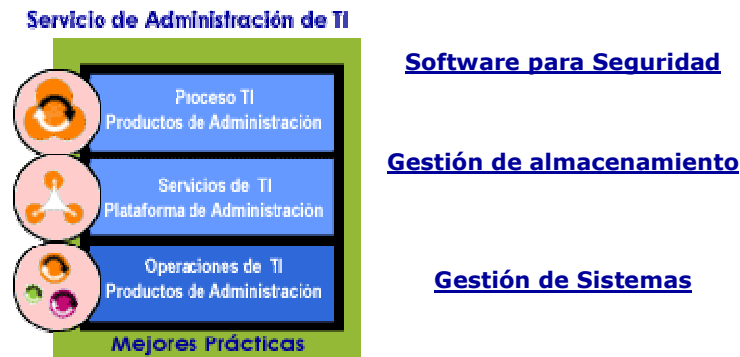 Servicio de Administración de TI
Proceso TI
Productos de Administración
Servicios de TI
Plataforma de Administración
Operaciones de TI
Productos de Administración
Mejores Prácticas
Software para Seguridad
Gestión de almacenamiento
Gestión de Sistemas